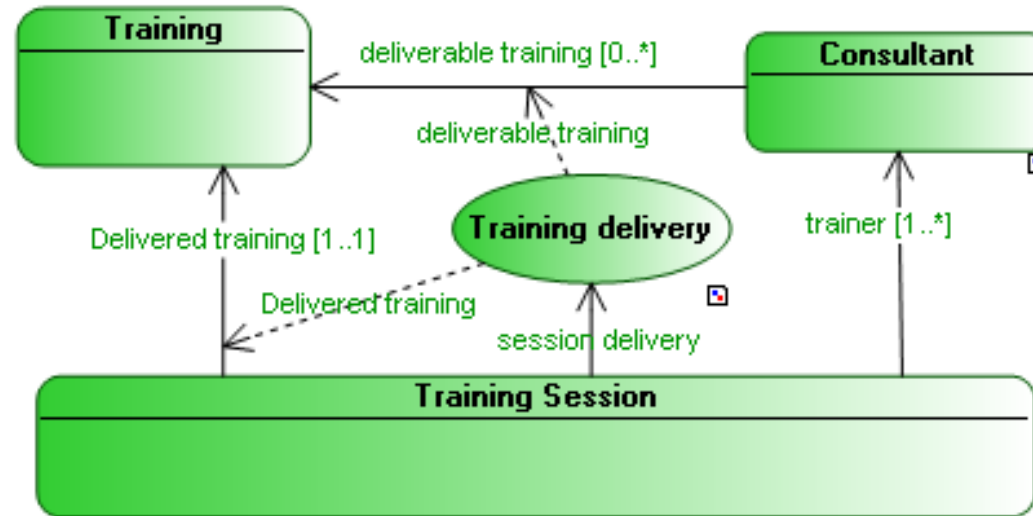 Training
deliverable training [0..*]
Consultant
deliverable training
Training delivery
Delivered training [1..1]
trainer [1..*]
Delivered training
session delivery
Training Session